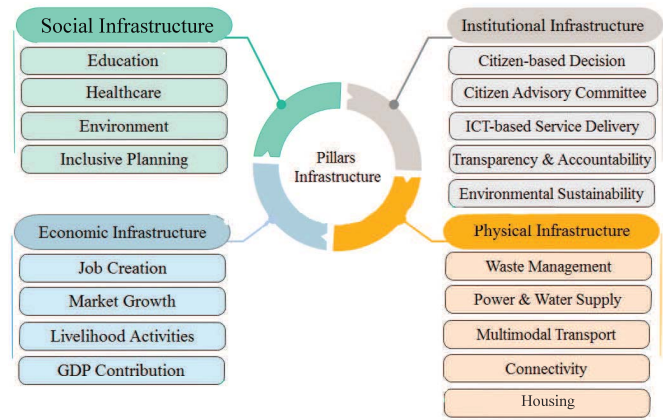 Social Infrastructure
Education
Healthcare
Environment
Inclusive Planning
Institutional Infrastructure
Citizen-based Decision
Citizen Advisory Committee
ICT-based Service Delivery
Transparency & Accountability
Environmental Sustainability
Pillars
Infrastructure
Economic Infrastructure
Job Creation
Market Growth
Livelihood Activities
GDP Contribution
Physical Infrastructure
Waste Management
Power & Water Supply
Multimodal Transport
Connectivity
Housing